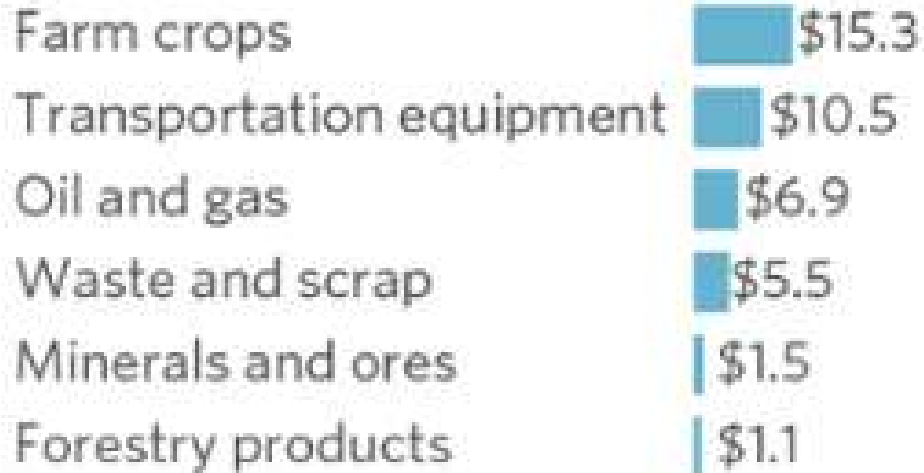 Farm crops $15.3
Transportation equipment $10.5
Oil and gas $6.9
Waste and scrap $5.5
Minerals and ores $1.5
Forestry products $1.1